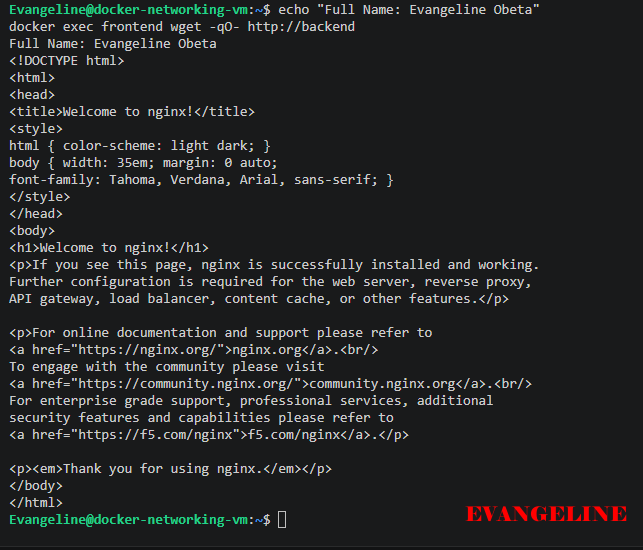 Evangeline@docker-networking-vm:~$ echo "Full Name: Evangeline Obeta"
docker exec frontend wget -qO- http://backend
Full Name: Evangeline Obeta
<!DOCTYPE html>
<html>
<head>
<title>Welcome to nginx!</title>
<style>
html { color-scheme: light dark; }
body { width: 35em; margin: 0 auto;
font-family: Tahoma, Verdana, Arial, sans-serif; }
</style>
</head>
<body>
<h1>Welcome to nginx!</h1>
<p>If you see this page, nginx is successfully installed and working.
Further configuration is required for the web server, reverse proxy,
API gateway, load balancer, content cache, or other features.</p>

<p>For online documentation and support please refer to
<a href="https://nginx.org/">nginx.org</a>.<br/>
To engage with the community please visit
<a href="https://community.nginx.org/">community.nginx.org</a>.<br/>
For enterprise grade support, professional services, additional
security features and capabilities please refer to
<a href="https://f5.com/nginx">f5.com/nginx</a>.</p>

<p><em>Thank you for using nginx.</em></p>
</body>
</html>
Evangeline@docker-networking-vm:~$
EVANGELINE